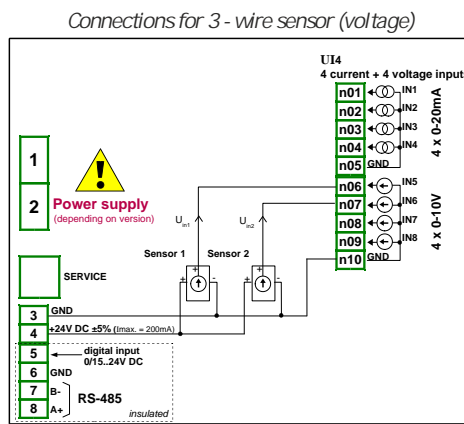 Connections for 3 - wire sensor (voltage)
UI4
4 current + 4 voltage inputs
n01 IN1
n02 IN2
n03 IN3
n04 IN4
n05 GND
4 x 0-20mA
n06 IN5
n07 IN6
n08 IN7
n09 IN8
n10 GND
4 x 0-10V
1
2
!
Power supply
(depending on version)
Uin1
Uin2
Sensor 1
Sensor 2
+
-
+
+
-
+
SERVICE
3 GND
4 +24V DC ±5% (Imax. = 200mA)
5 digital input
0/15..24V DC
6 GND
7 B-
8 A+
RS-485
insulated